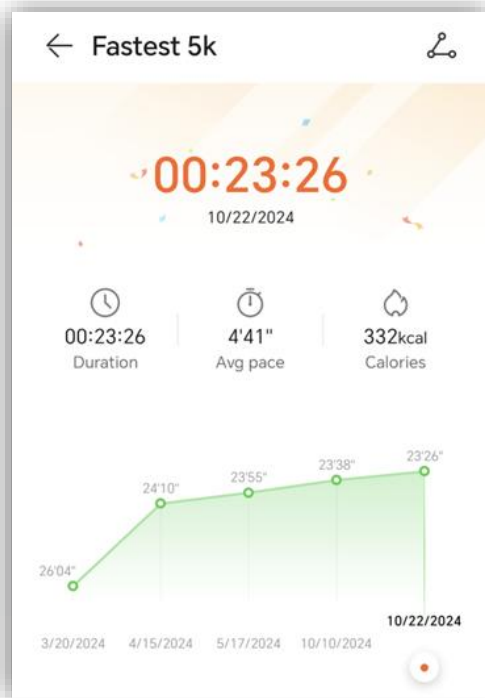 Fastest 5k
00:23:26
10/22/2024
00:23:26 4'41" 332kcal
Duration Avg pace Calories
26'04" 24'10" 23'55" 23'38" 23'26"
3/20/2024 4/15/2024 5/17/2024 10/10/2024 10/22/2024